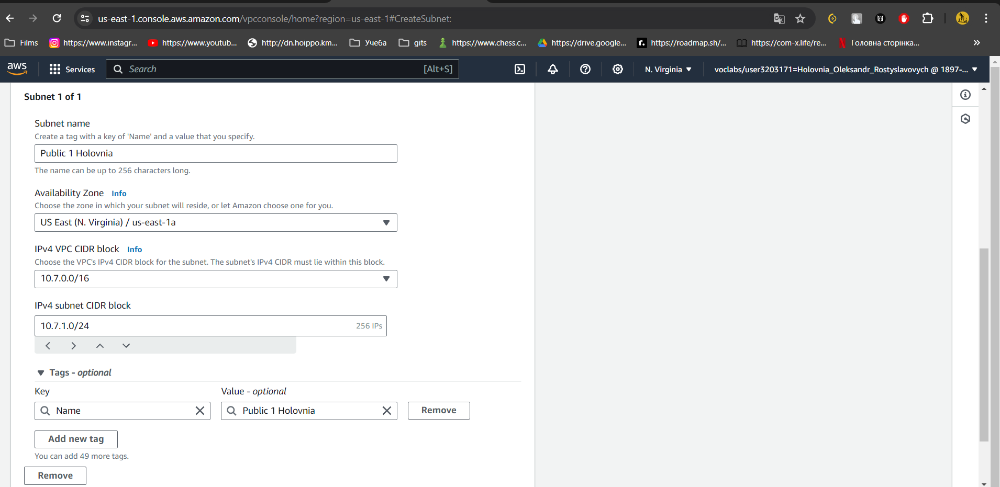 us-east-1.console.aws.amazon.com/vpcconsole/home?region=us-east-1#CreateSubnet:
Films https://www.instagr... https://www.youtub... http://dn.hoippo.km... Учеба gits https://www.chess.c... https://drive.google... https://roadmap.sh/... https://com-x.life/re... Головна сторінка... »
aws Services Search [Alt+S] N. Virginia voclabs/user3203171=Holovnia_Oleksandr_Rostyslavovych @ 1897-...
Subnet 1 of 1
Subnet name
Create a tag with a key of 'Name' and a value that you specify.
Public 1 Holovnia
The name can be up to 256 characters long.
Availability Zone Info
Choose the zone in which your subnet will reside, or let Amazon choose one for you.
US East (N. Virginia) / us-east-1a
IPv4 VPC CIDR block Info
Choose the VPC's IPv4 CIDR block for the subnet. The subnet's IPv4 CIDR must lie within this block.
10.7.0.0/16
IPv4 subnet CIDR block
10.7.1.0/24 256 IPs
Tags - optional
Key Value - optional
Name Public 1 Holovnia Remove
Add new tag
You can add 49 more tags.
Remove